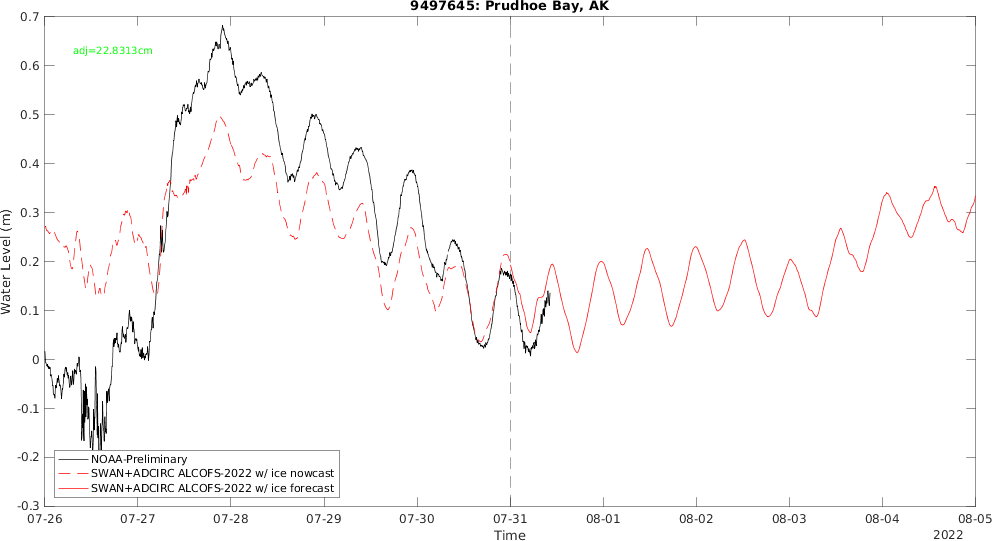 9497645: Prudhoe Bay, AK
adj=22.8313cm
Water Level (m)
0.7
0.6
0.5
0.4
0.3
0.2
0.1
0
-0.1
-0.2
-0.3
NOAA-Preliminary
SWAN+ADCIRC ALCOFS-2022 w/ ice nowcast
SWAN+ADCIRC ALCOFS-2022 w/ ice forecast
07-26 07-27 07-28 07-29 07-30 07-31 08-01 08-02 08-03 08-04 08-05
Time
2022